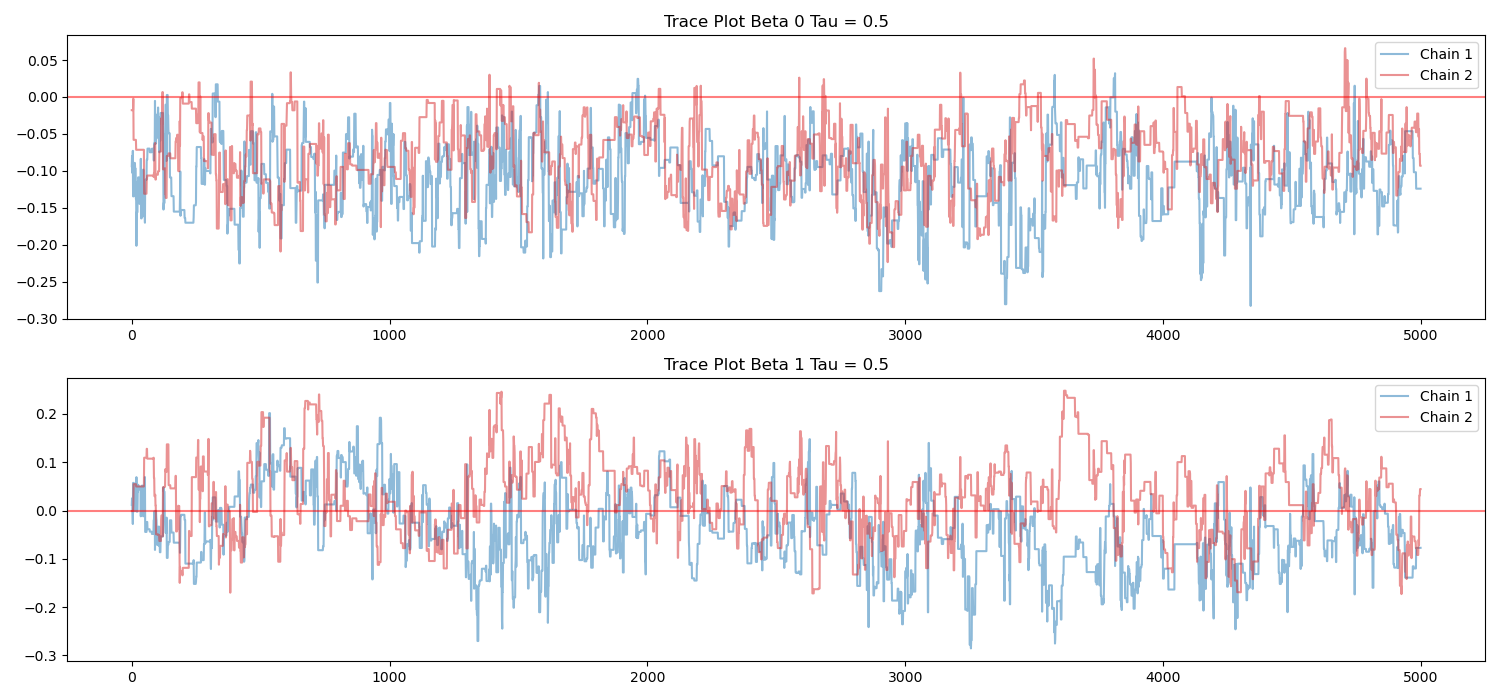 Trace Plot Beta 0 Tau = 0.5
0.05
0.00
−0.05
−0.10
−0.15
−0.20
−0.25
−0.30
Chain 1
Chain 2
0 1000 2000 3000 4000 5000
Trace Plot Beta 1 Tau = 0.5
0.2
0.1
0.0
−0.1
−0.2
−0.3
Chain 1
Chain 2
0 1000 2000 3000 4000 5000